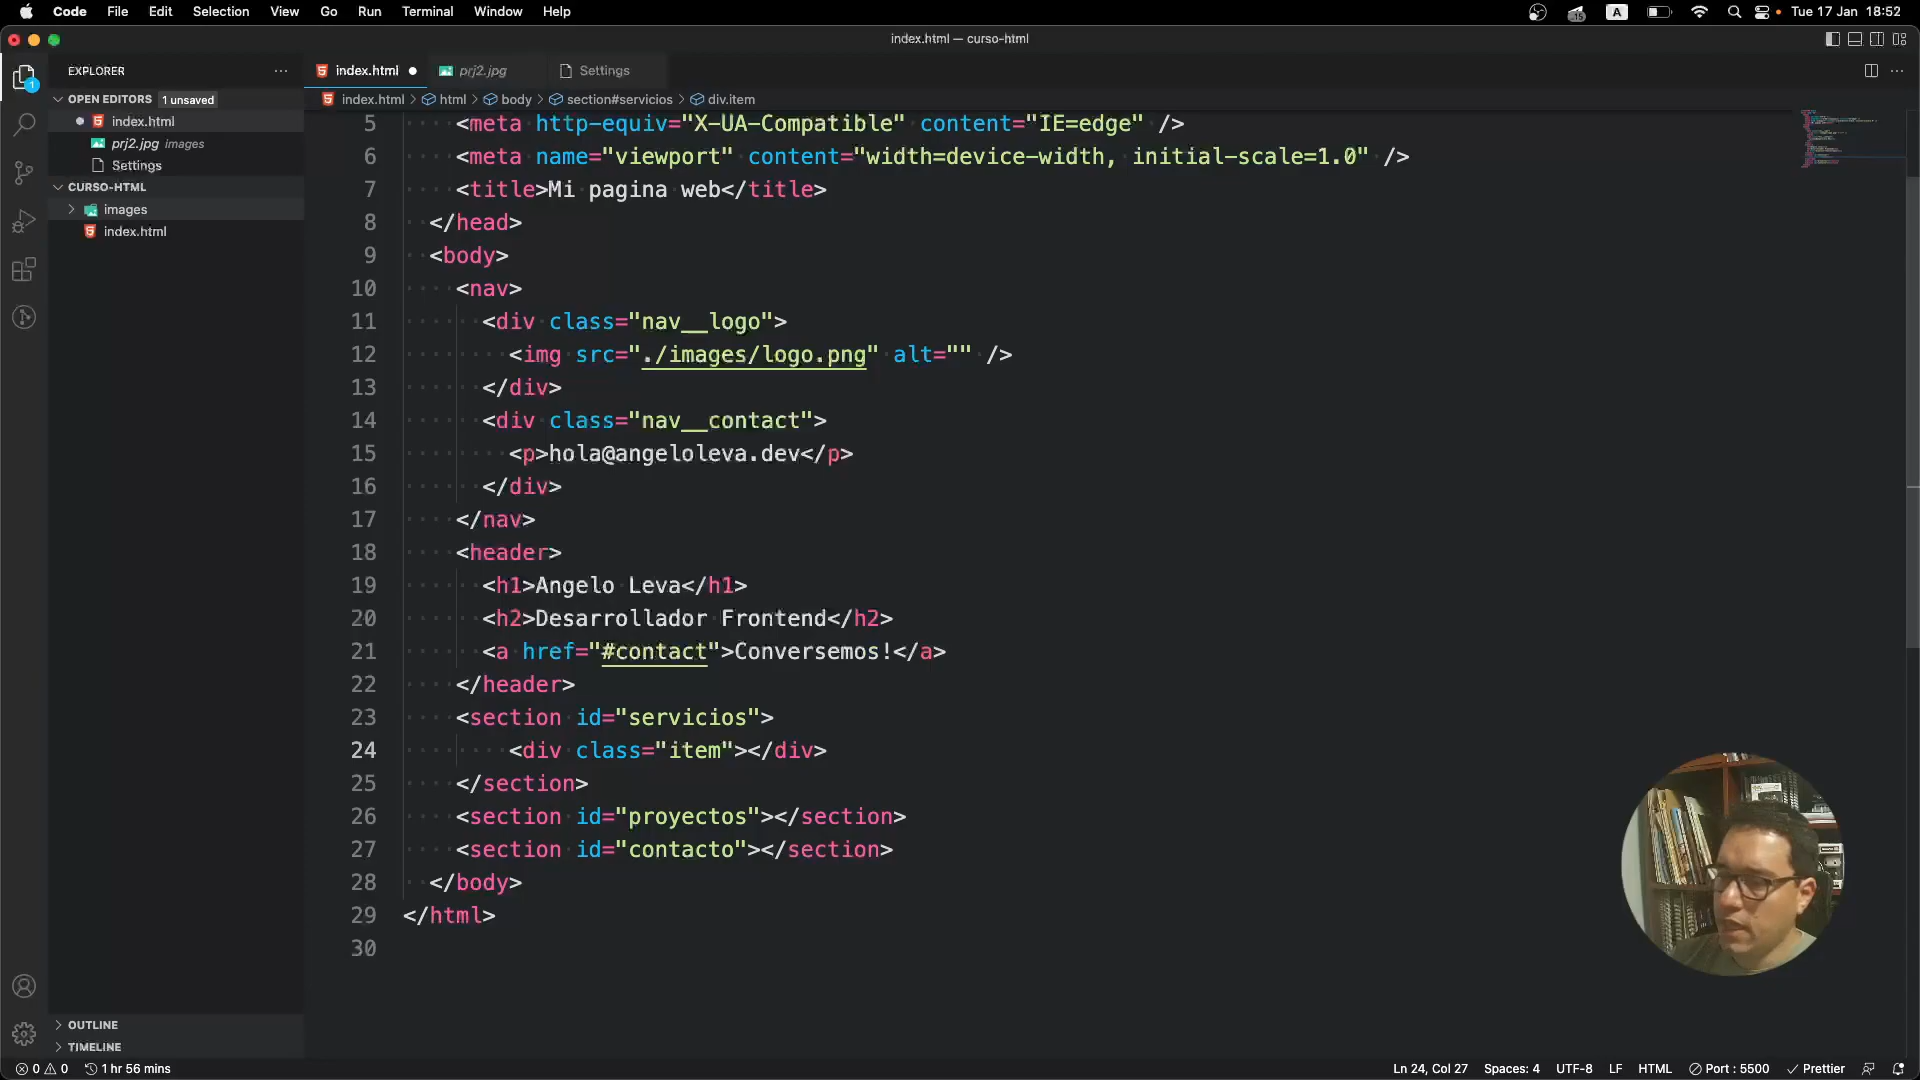 Code File Edit Selection View Go Run Terminal Window Help
A Tue 17 Jan 18:52
index.html — curso-html
EXPLORER
OPEN EDITORS 1 unsaved
index.html
prj2.jpg images
Settings
CURSO-HTML
images
index.html
OUTLINE
TIMELINE
index.html prj2.jpg Settings
index.html > html > body > section#servicios > div.item
5 <meta http-equiv="X-UA-Compatible" content="IE=edge" />
6 <meta name="viewport" content="width=device-width, initial-scale=1.0" />
7 <title>Mi pagina web</title>
8 </head>
9 <body>
10 <nav>
11 <div class="nav__logo">
12 <img src="./images/logo.png" alt="" />
13 </div>
14 <div class="nav__contact">
15 <p>hola@angeloleva.dev</p>
16 </div>
17 </nav>
18 <header>
19 <h1>Angelo Leva</h1>
20 <h2>Desarrollador Frontend</h2>
21 <a href="#contact">Conversemos!</a>
22 </header>
23 <section id="servicios">
24 <div class="item"></div>
25 </section>
26 <section id="proyectos"></section>
27 <section id="contacto"></section>
28 </body>
29 </html>
30
0 0 1 hr 56 mins
Ln 24, Col 27 Spaces: 4 UTF-8 LF HTML Port : 5500 Prettier